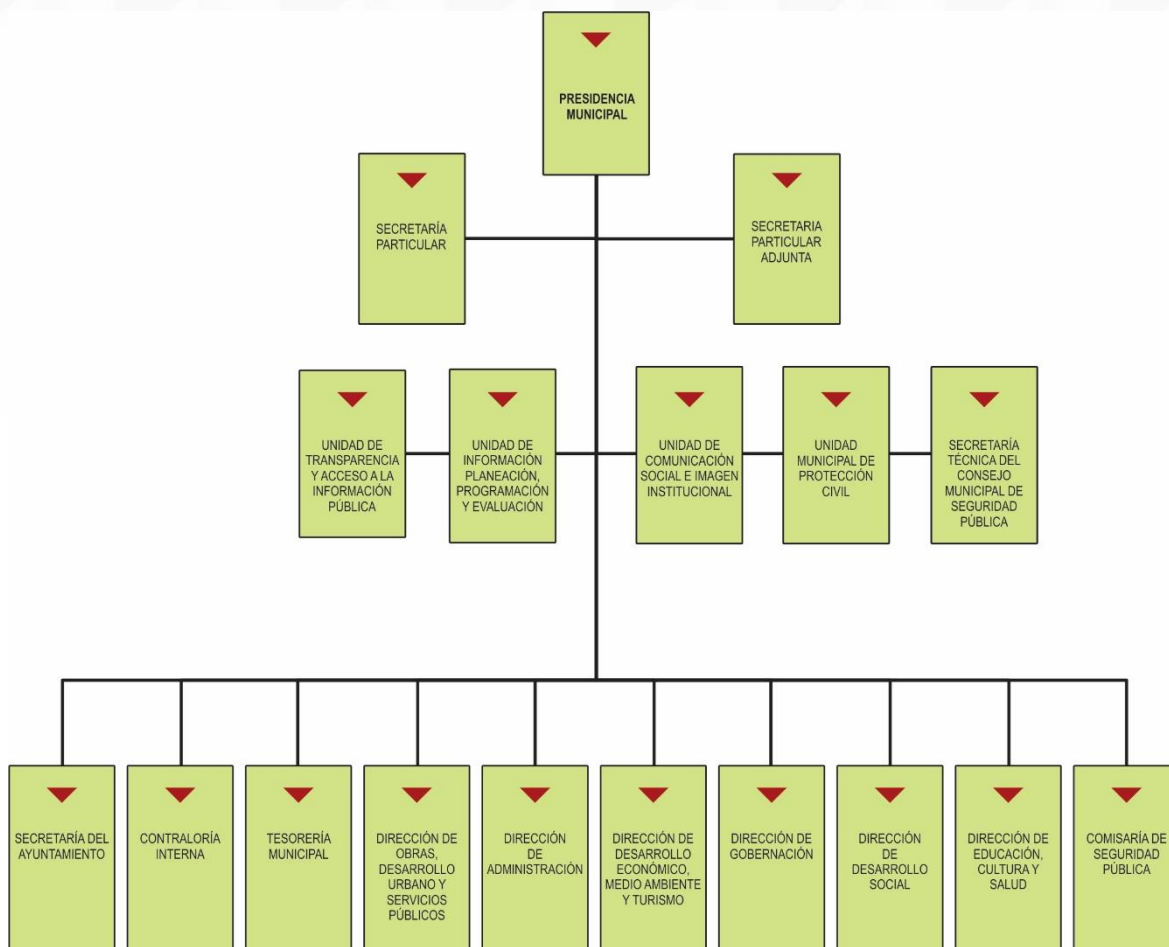 PRESIDENCIA
MUNICIPAL
SECRETARÍA
PARTICULAR
SECRETARIA
PARTICULAR
ADJUNTA
UNIDAD DE
TRANSPARENCIA
Y ACCESO A LA
INFORMACIÓN
PÚBLICA
UNIDAD DE
INFORMACIÓN
PLANEACIÓN,
PROGRAMACIÓN
Y EVALUACIÓN
UNIDAD DE
COMUNICACIÓN
SOCIAL E IMAGEN
INSTITUCIONAL
UNIDAD
MUNICIPAL DE
PROTECCIÓN
CIVIL
SECRETARÍA
TÉCNICA DEL
CONSEJO
MUNICIPAL DE
SEGURIDAD
PÚBLICA
SECRETARÍA DEL
AYUNTAMIENTO
CONTRALORÍA
INTERNA
TESORERÍA
MUNICIPAL
DIRECCIÓN DE
OBRAS,
DESARROLLO
URBANO Y
SERVICIOS
PÚBLICOS
DIRECCIÓN
DE
ADMINISTRACIÓN
DIRECCIÓN DE
DESARROLLO
ECONÓMICO,
MEDIO AMBIENTE
Y TURISMO
DIRECCIÓN DE
GOBERNACIÓN
DIRECCIÓN
DE
DESARROLLO
SOCIAL
DIRECCIÓN DE
EDUCACIÓN,
CULTURA Y
SALUD
COMISARÍA DE
SEGURIDAD
PÚBLICA